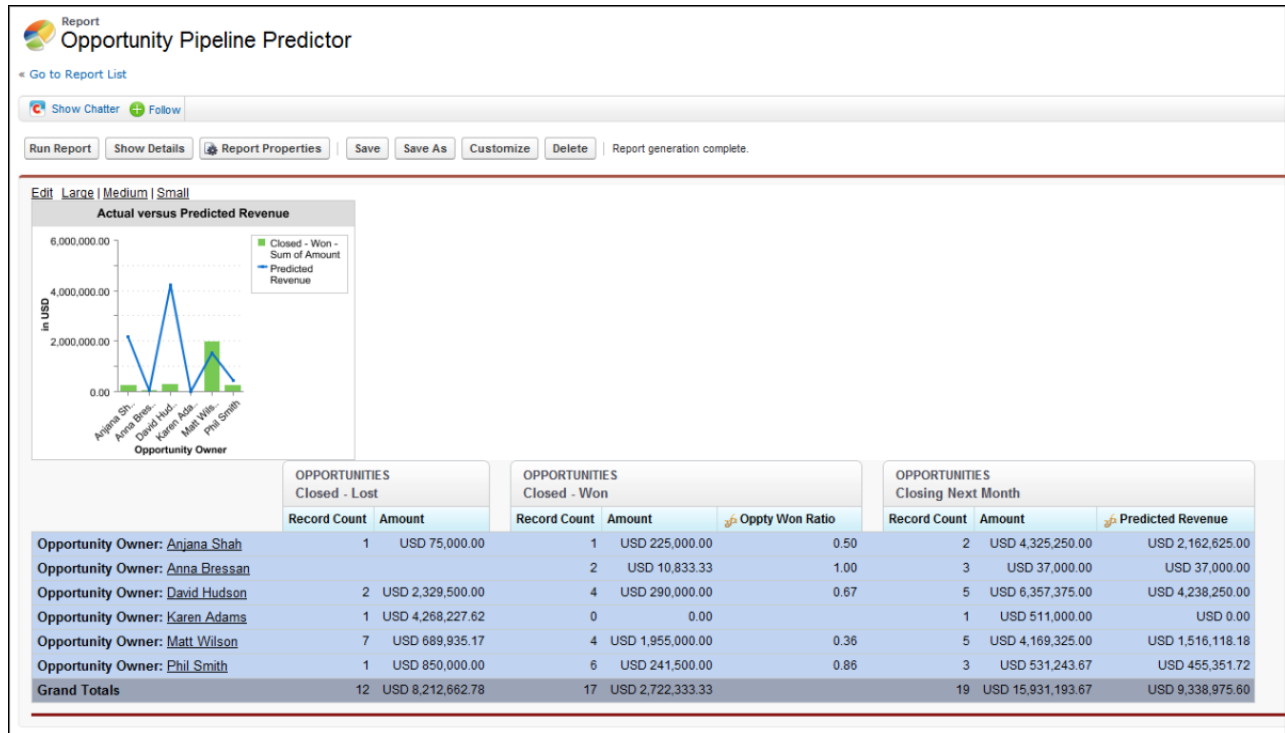 Report
Opportunity Pipeline Predictor
« Go to Report List
Show Chatter Follow
Run Report Show Details Report Properties Save Save As Customize Delete Report generation complete.
Edit Large | Medium | Small
Actual versus Predicted Revenue
6,000,000.00
4,000,000.00
2,000,000.00
0.00
in USD
Closed - Won -
Sum of Amount
Predicted
Revenue
Anjana Sh..
Anna Bres..
David Hud..
Karen Ada..
Matt Wils..
Phil Smith
Opportunity Owner
OPPORTUNITIES OPPORTUNITIES OPPORTUNITIES
Closed - Lost Closed - Won Closing Next Month
Record Count Amount Record Count Amount Oppty Won Ratio Record Count Amount Predicted Revenue
Opportunity Owner: Anjana Shah 1 USD 75,000.00 1 USD 225,000.00 0.50 2 USD 4,325,250.00 USD 2,162,625.00
Opportunity Owner: Anna Bressan 2 USD 10,833.33 1.00 3 USD 37,000.00 USD 37,000.00
Opportunity Owner: David Hudson 2 USD 2,329,500.00 4 USD 290,000.00 0.67 5 USD 6,357,375.00 USD 4,238,250.00
Opportunity Owner: Karen Adams 1 USD 4,268,227.62 0 0.00 1 USD 511,000.00 USD 0.00
Opportunity Owner: Matt Wilson 7 USD 689,935.17 4 USD 1,955,000.00 0.36 5 USD 4,169,325.00 USD 1,516,118.18
Opportunity Owner: Phil Smith 1 USD 850,000.00 6 USD 241,500.00 0.86 3 USD 531,243.67 USD 455,351.72
Grand Totals 12 USD 8,212,662.78 17 USD 2,722,333.33 19 USD 15,931,193.67 USD 9,338,975.60